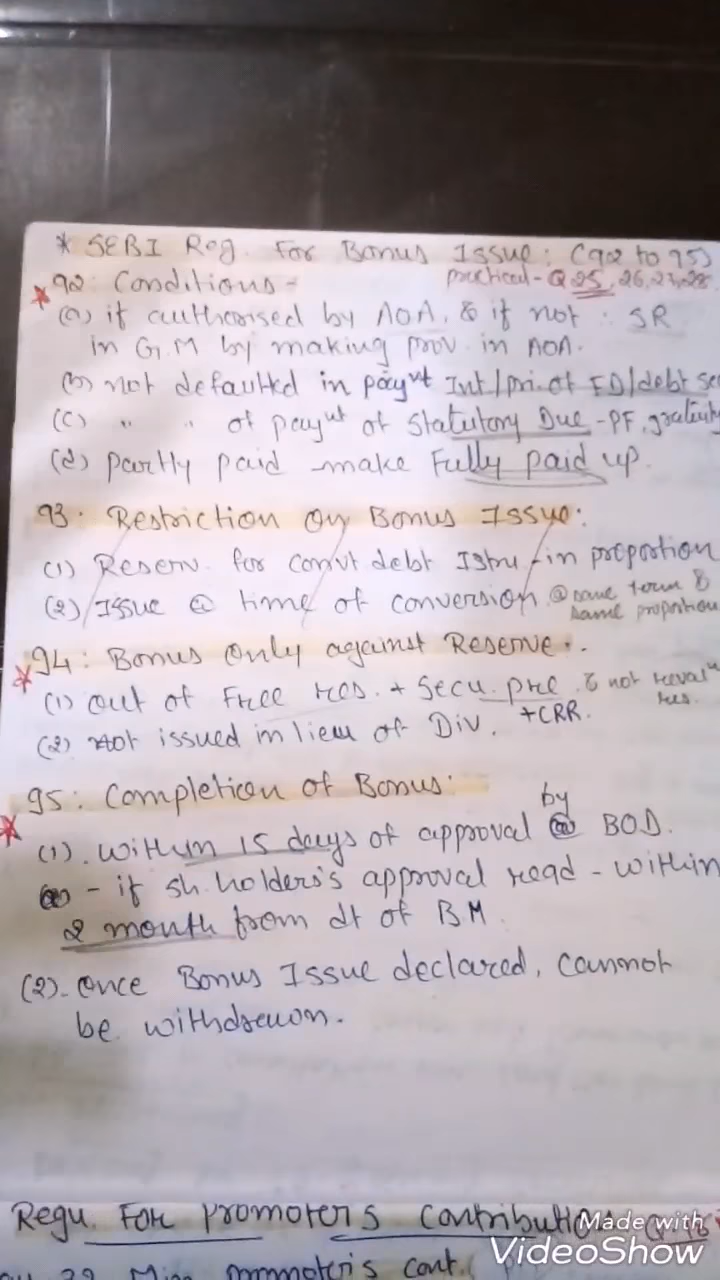 * SEBI Reg. For Bonus Issue: (92 to 95)
practical - Q 25, 26, 27, 28
* 92: Conditions -
(a) if authorised by AOA. & if not : SR
in G.M by making prov. in AOA.
(b) not defaulted in payⁿᵗ Int/pri. of FD/debt se
(c) " " of payⁿᵗ of Statutory Due - PF, gratuity
(d) partly paid make Fully paid up.
93: Restriction on Bonus Issue:
(1) Reserv. for convt debt Istru - in proportion
(2) Issue @ time of conversion @ same term &
same proportion
* 94: Bonus Only against Reserve.
(1) out of Free res. + Secu. pre. & not reval
res.
+ CRR.
(2) not issued in lieu of Div.
95: Completion of Bonus:
*
(1). within 15 days of approval by BOD.
- if sh. holders's approval reqd - within
2 month from dt of BM.
(2). once Bonus Issue declared, cannot
be withdrawn.
Regu. For promoters Contribution
Made with
VideoShow